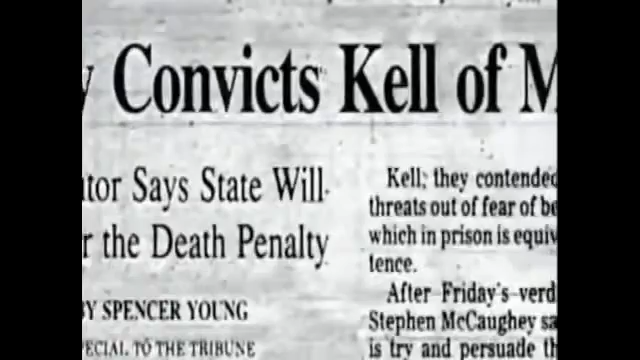 y Convicts Kell of M
tor Says State Will
r the Death Penalty
BY SPENCER YOUNG
ECIAL TO THE TRIBUNE
Kell; they contended
threats out of fear of be
which in prison is equiv
tence.
After Friday's verd
Stephen McCaughey sa
is try and persuade th